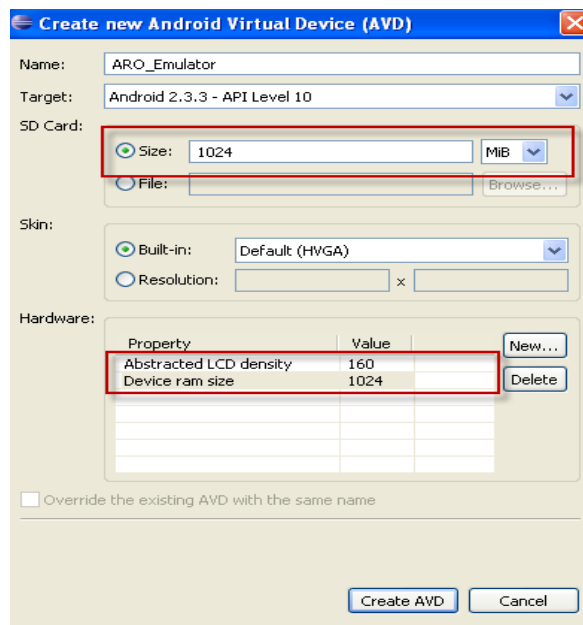 Create new Android Virtual Device (AVD)
Name: ARO_Emulator
Target: Android 2.3.3 - API Level 10
SD Card:
Size: 1024 MiB
File: Browse...
Skin:
Built-in: Default (HVGA)
Resolution: x
Hardware:
Property Value New...
Abstracted LCD density 160
Device ram size 1024 Delete
Override the existing AVD with the same name
Create AVD Cancel